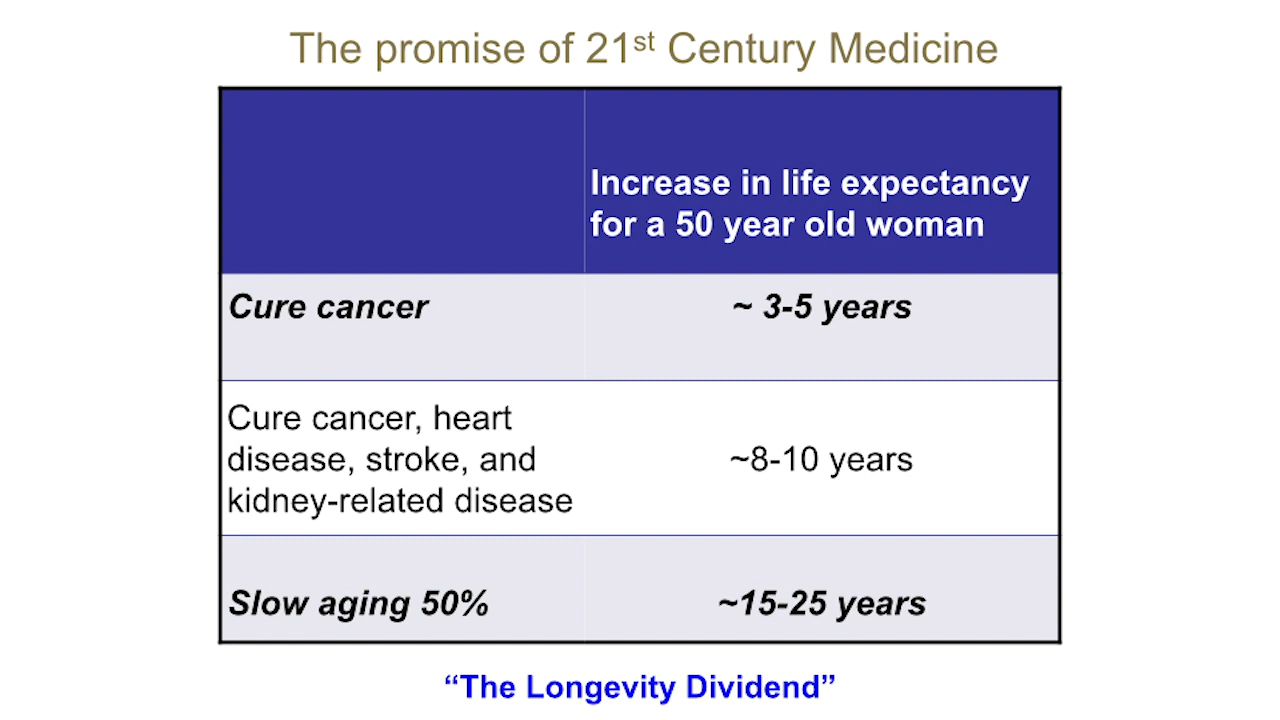 The promise of 21st Century Medicine
Increase in life expectancy
for a 50 year old woman
Cure cancer
~ 3-5 years
Cure cancer, heart
disease, stroke, and
kidney-related disease
~8-10 years
Slow aging 50%
~15-25 years
“The Longevity Dividend”